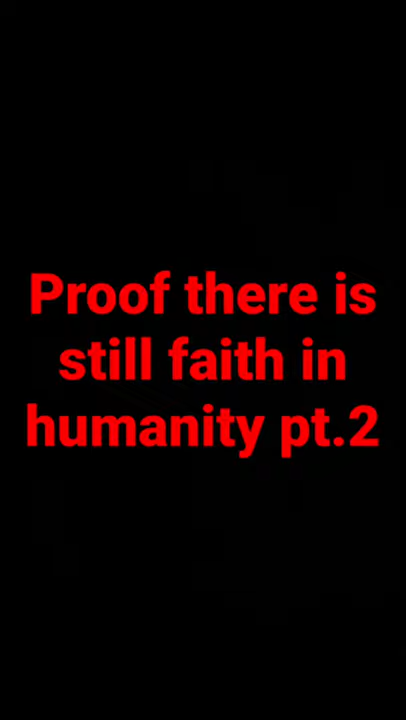 Proof there is
still faith in
humanity pt.2